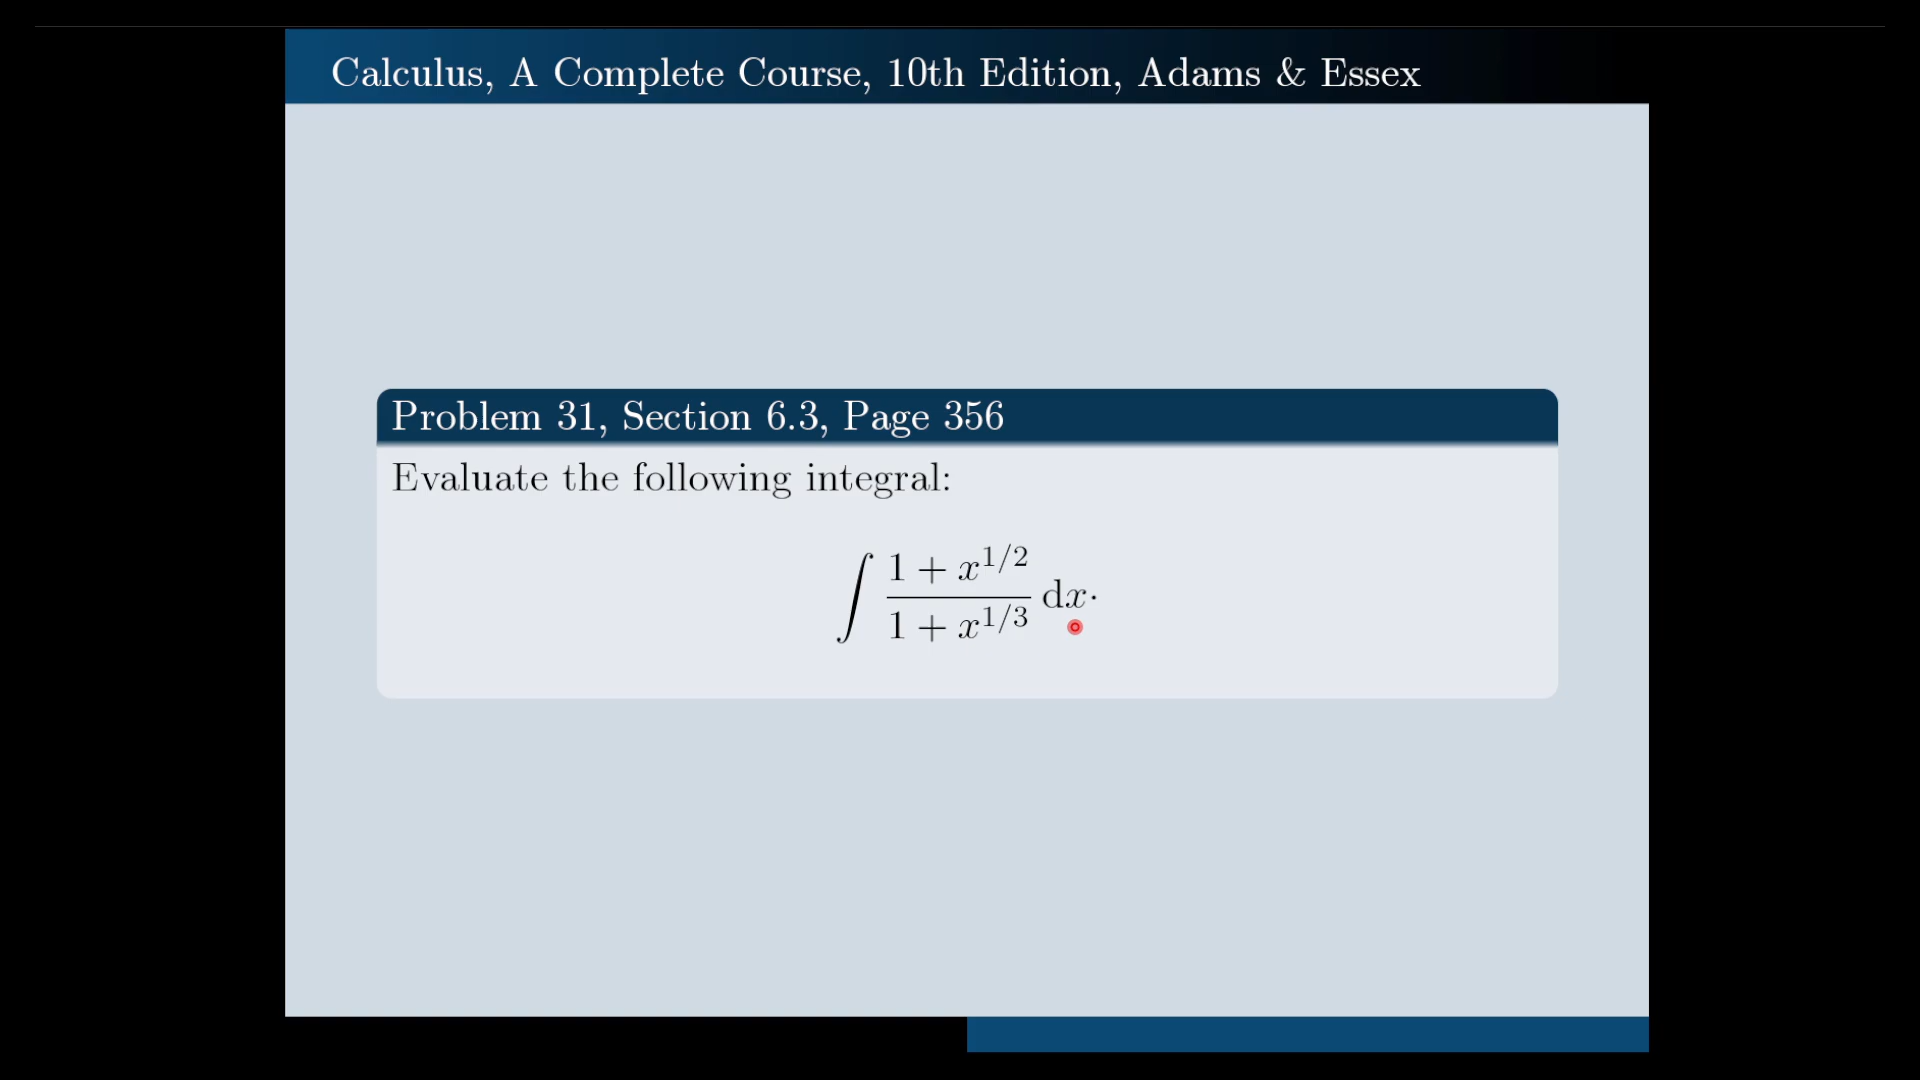 Calculus, A Complete Course, 10th Edition, Adams & Essex
Problem 31, Section 6.3, Page 356
Evaluate the following integral:
∫ (1 + x^{1/2})/(1 + x^{1/3}) dx·